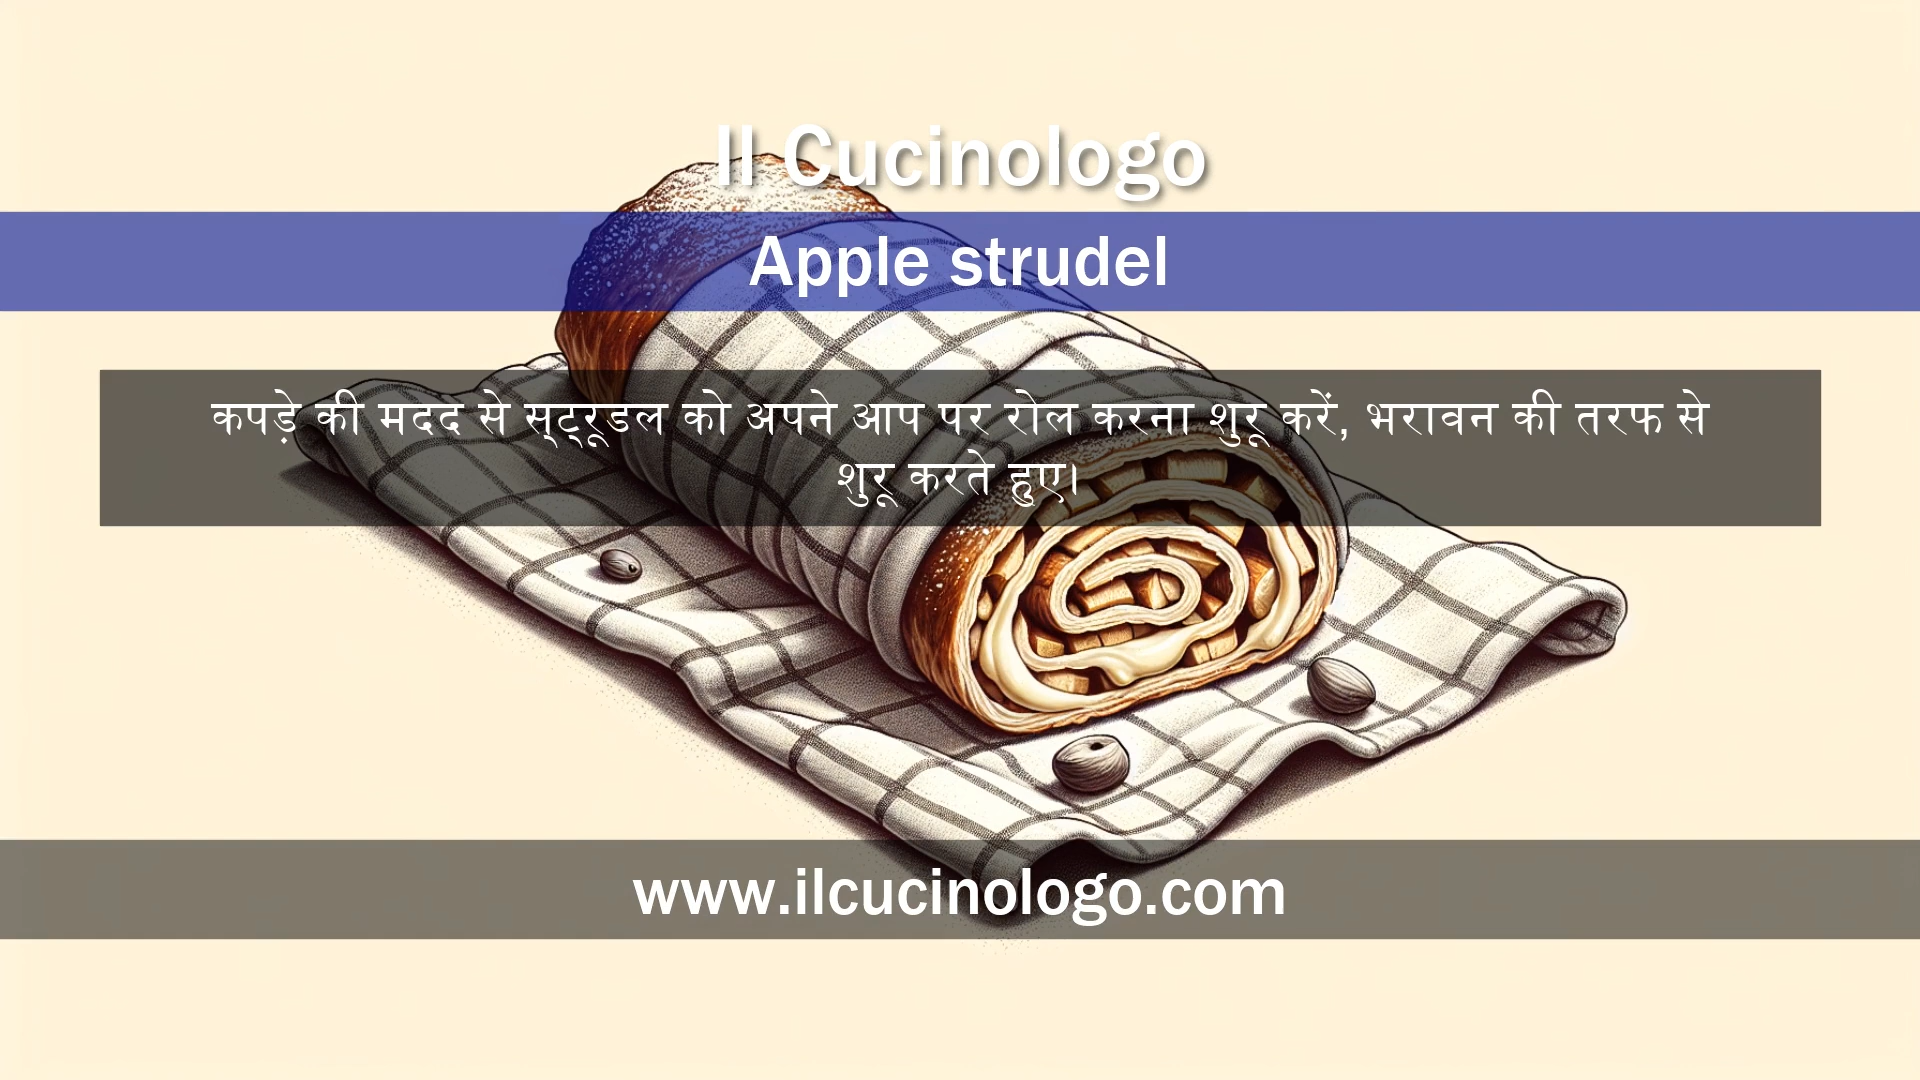 Il Cucinologo
Apple strudel
कपड़े की मदद से स्ट्रूडल को अपने आप पर रोल करना शुरू करें, भरावन की तरफ से
शुरू करते हुए।
www.ilcucinologo.com